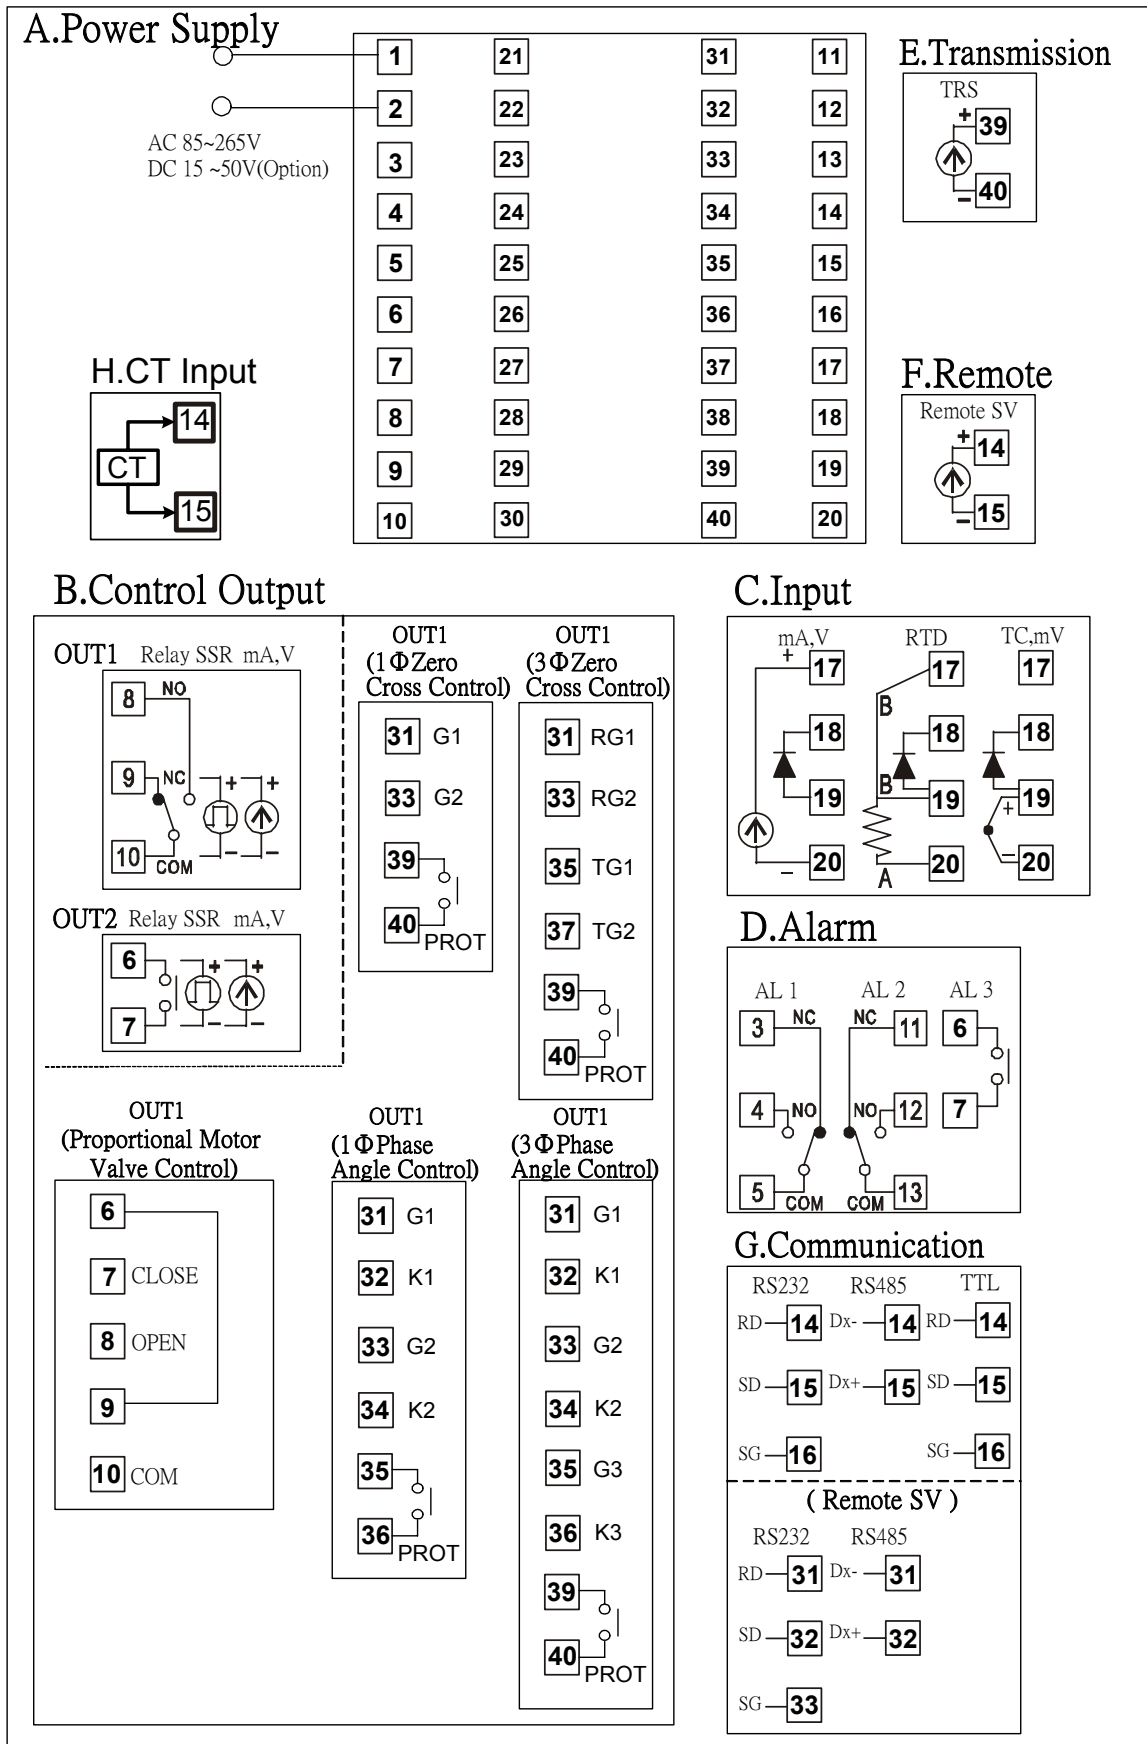 A.Power Supply
AC 85~265V
DC 15 ~50V(Option)
1 21 31 11
2 22 32 12
3 23 33 13
4 24 34 14
5 25 35 15
6 26 36 16
7 27 37 17
8 28 38 18
9 29 39 19
10 30 40 20
E.Transmission
TRS
+ 39
− 40
H.CT Input
14
CT
15
F.Remote
Remote SV
+ 14
− 15
B.Control Output
OUT1 Relay SSR mA,V
8 NO
9 NC + +
10 COM − −
OUT2 Relay SSR mA,V
6 + +
7 − −
OUT1
(1ΦZero
Cross Control)
31 G1
33 G2
39
40 PROT
OUT1
(3ΦZero
Cross Control)
31 RG1
33 RG2
35 TG1
37 TG2
39
40 PROT
OUT1
(Proportional Motor
Valve Control)
6
7 CLOSE
8 OPEN
9
10 COM
OUT1
(1ΦPhase
Angle Control)
31 G1
32 K1
33 G2
34 K2
35
36 PROT
OUT1
(3ΦPhase
Angle Control)
31 G1
32 K1
33 G2
34 K2
35 G3
36 K3
39
40 PROT
C.Input
mA,V RTD TC,mV
+ 17 17 17
B
18 18 18
B +
19 19 19
− 20 A 20 − 20
D.Alarm
AL 1 AL 2 AL 3
3 NC NC 11 6
4 NO NO 12 7
5 COM COM 13
G.Communication
RS232 RS485 TTL
RD 14 Dx- 14 RD 14
SD 15 Dx+ 15 SD 15
SG 16 SG 16
( Remote SV )
RS232 RS485
RD 31 Dx- 31
SD 32 Dx+ 32
SG 33